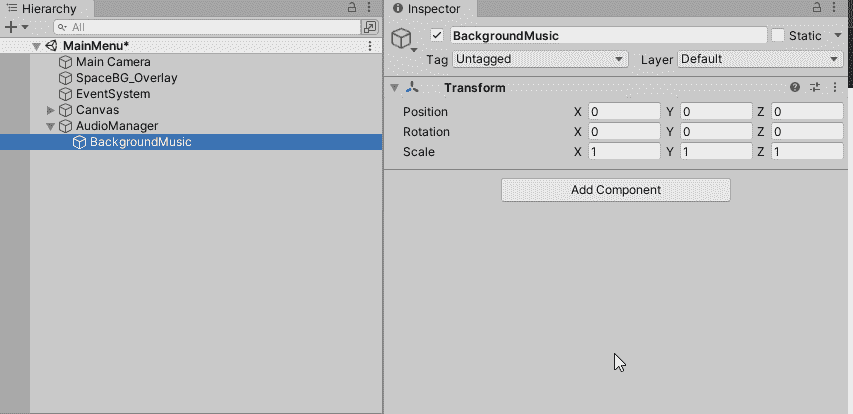 Hierarchy
All
MainMenu*
Main Camera
SpaceBG_Overlay
EventSystem
Canvas
AudioManager
BackgroundMusic
Inspector
BackgroundMusic Static
Tag Untagged Layer Default
Transform
Position X 0 Y 0 Z 0
Rotation X 0 Y 0 Z 0
Scale X 1 Y 1 Z 1
Add Component